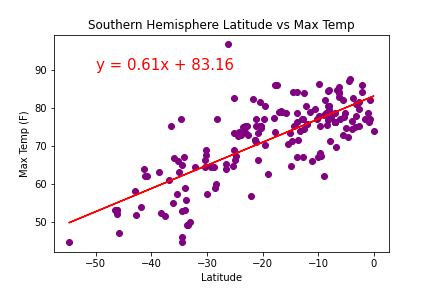 Southern Hemisphere Latitude vs Max Temp
y = 0.61x + 83.16
Max Temp (F)
90
80
70
60
50
−50 −40 −30 −20 −10 0
Latitude